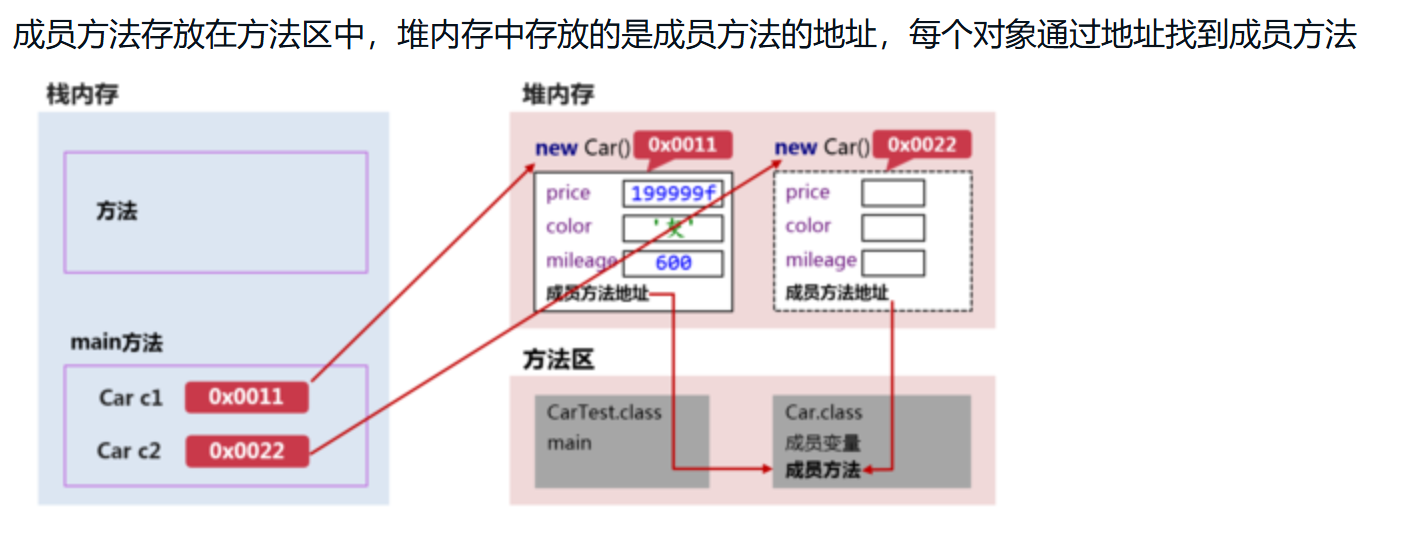 成员方法存放在方法区中，堆内存中存放的是成员方法的地址，每个对象通过地址找到成员方法
栈内存
方法
main方法
Car c1 0x0011
Car c2 0x0022
堆内存
new Car() 0x0011
price 199999f
color '灰'
mileage 600
成员方法地址
new Car() 0x0022
price
color
mileage
成员方法地址
方法区
CarTest.class
main
Car.class
成员变量
成员方法